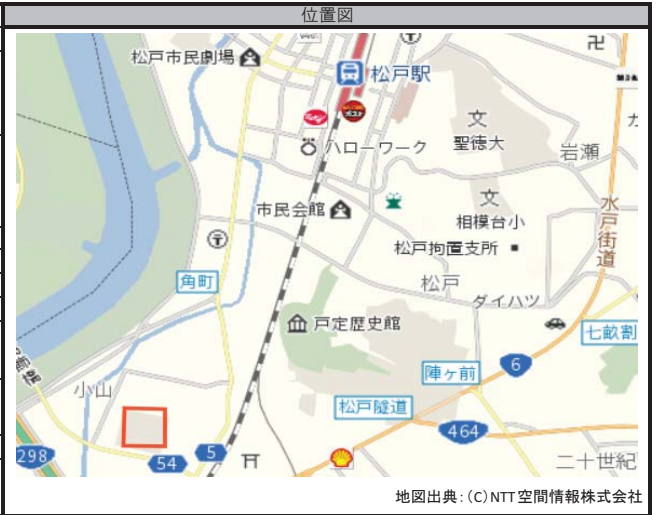 位置図
松戸市民劇場
松戸駅
文
聖徳大
ハローワーク
岩瀬
文
相模台小
市民会館
水戸街道
松戸拘置支所
松戸
角町
ダイハツ
戸定歴史館
七畝割
陣ヶ前
6
小山
松戸隧道
464
298
54
5
二十世紀
地図出典:(C)NTT空間情報株式会社